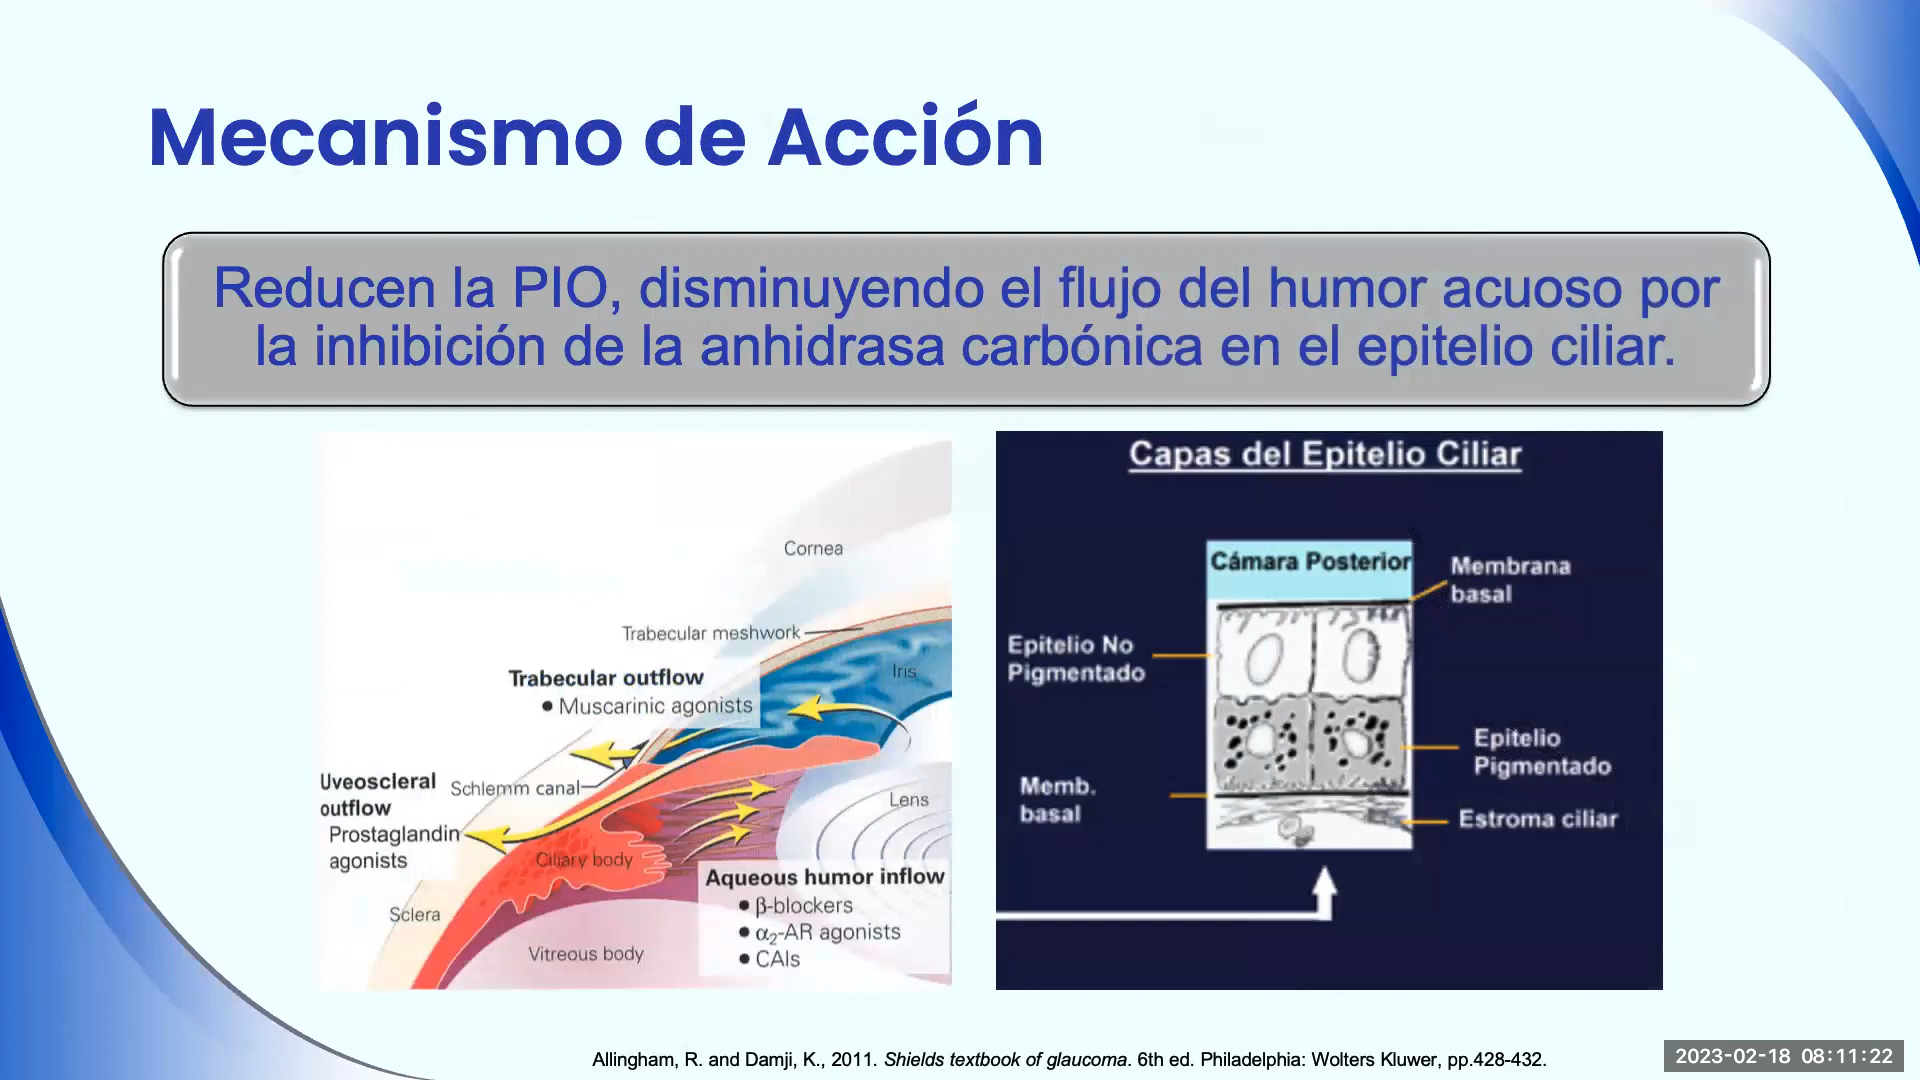 Mecanismo de Acción
Reducen la PIO, disminuyendo el flujo del humor acuoso por
la inhibición de la anhidrasa carbónica en el epitelio ciliar.
Cornea
Trabecular meshwork
Iris
Trabecular outflow
● Muscarinic agonists
Uveoscleral
outflow
Prostaglandin
agonists
Schlemm canal
Lens
Ciliary body
Sclera
Vitreous body
Aqueous humor inflow
● β-blockers
● α2-AR agonists
● CAIs
Capas del Epitelio Ciliar
Cámara Posterior
Membrana
basal
Epitelio No
Pigmentado
Epitelio
Pigmentado
Memb.
basal
Estroma ciliar
Allingham, R. and Damji, K., 2011. Shields textbook of glaucoma. 6th ed. Philadelphia: Wolters Kluwer, pp.428-432.
2023-02-18 08:11:22